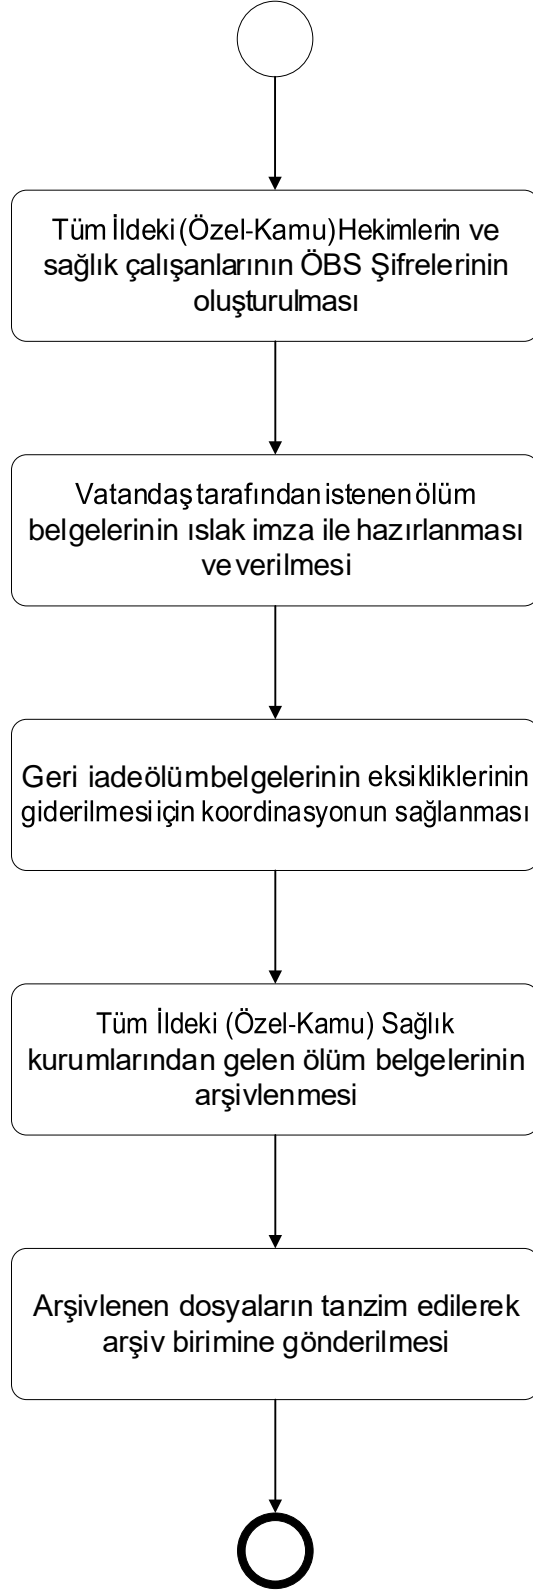 Tüm İldeki (Özel-Kamu) Hekimlerin ve
sağlık çalışanlarının ÖBS Şifrelerinin
oluşturulması
Vatandaş tarafından istenen ölüm
belgelerinin ıslak imza ile hazırlanması
ve verilmesi
Geri iade ölüm belgelerinin eksikliklerinin
giderilmesi için koordinasyonun sağlanması
Tüm İldeki (Özel-Kamu) Sağlık
kurumlarından gelen ölüm belgelerinin
arşivlenmesi
Arşivlenen dosyaların tanzim edilerek
arşiv birimine gönderilmesi